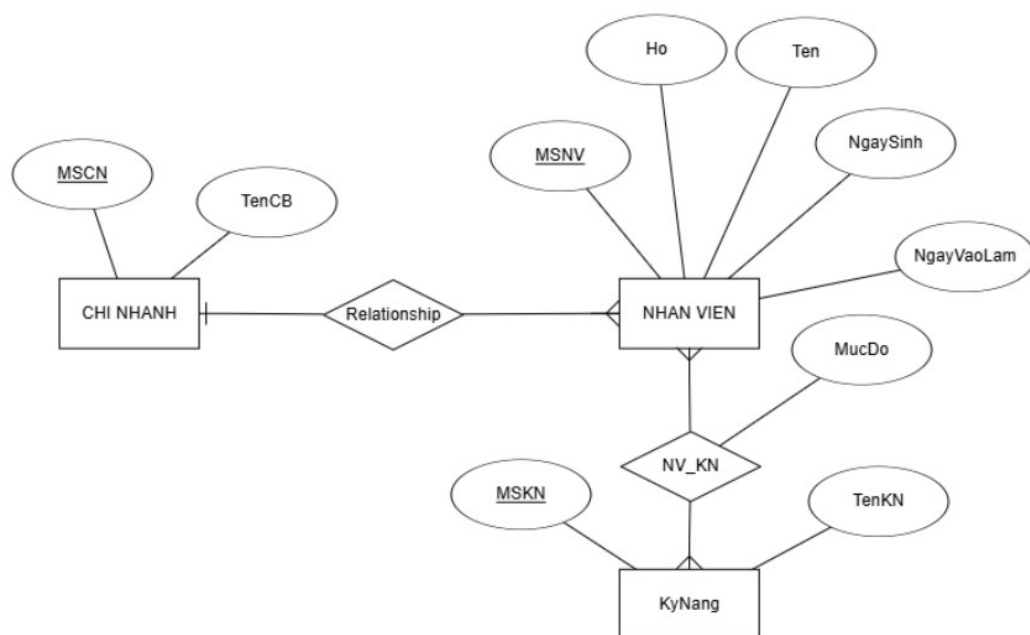 Ho
Ten
MSNV
NgaySinh
MSCN
TenCB
NgayVaoLam
CHI NHANH
Relationship
NHAN VIEN
MucDo
NV_KN
MSKN
TenKN
KyNang